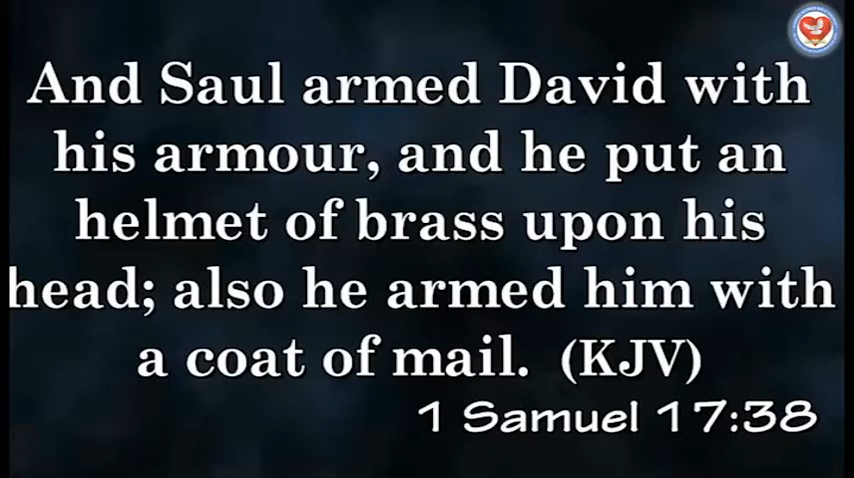 And Saul armed David with
his armour, and he put an
helmet of brass upon his
head; also he armed him with
a coat of mail. (KJV)
1 Samuel 17:38